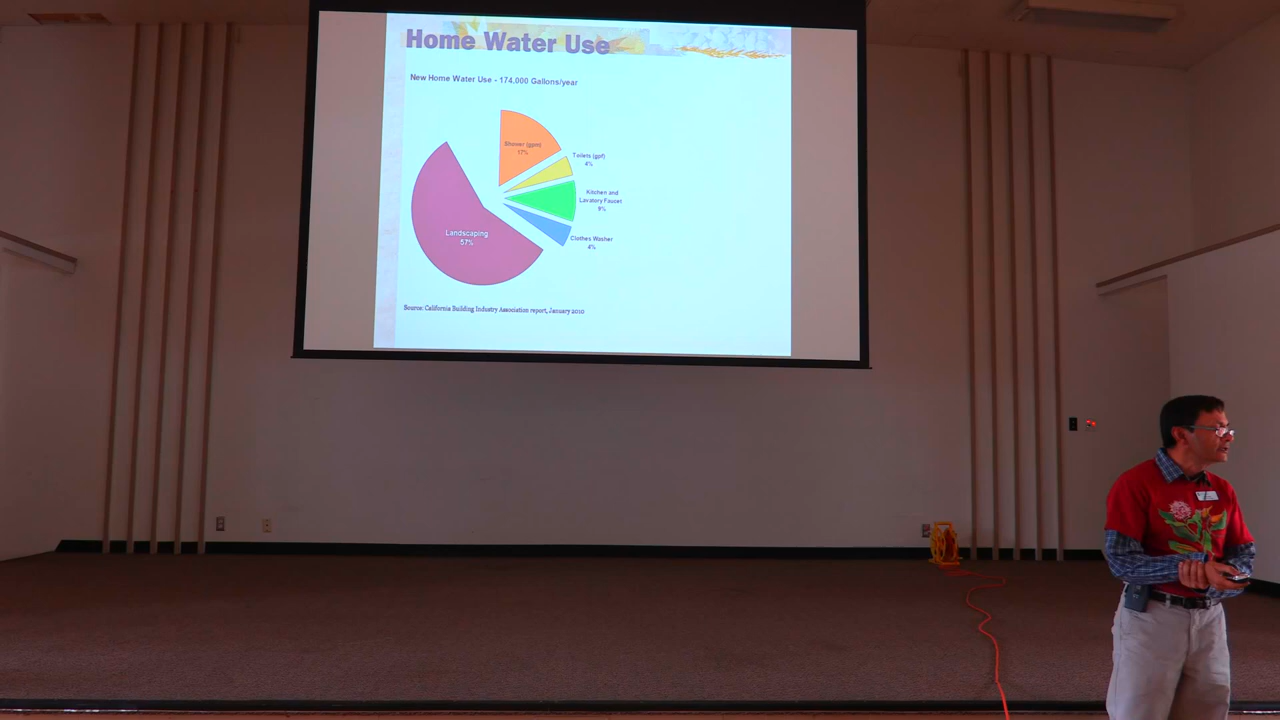 Home Water Use
New Home Water Use - 174,000 Gallons/year
Shower (gpm)
17%
Toilets (gpf)
4%
Kitchen and
Lavatory Faucet
9%
Clothes Washer
4%
Landscaping
57%
Source: California Building Industry Association report, January 2010